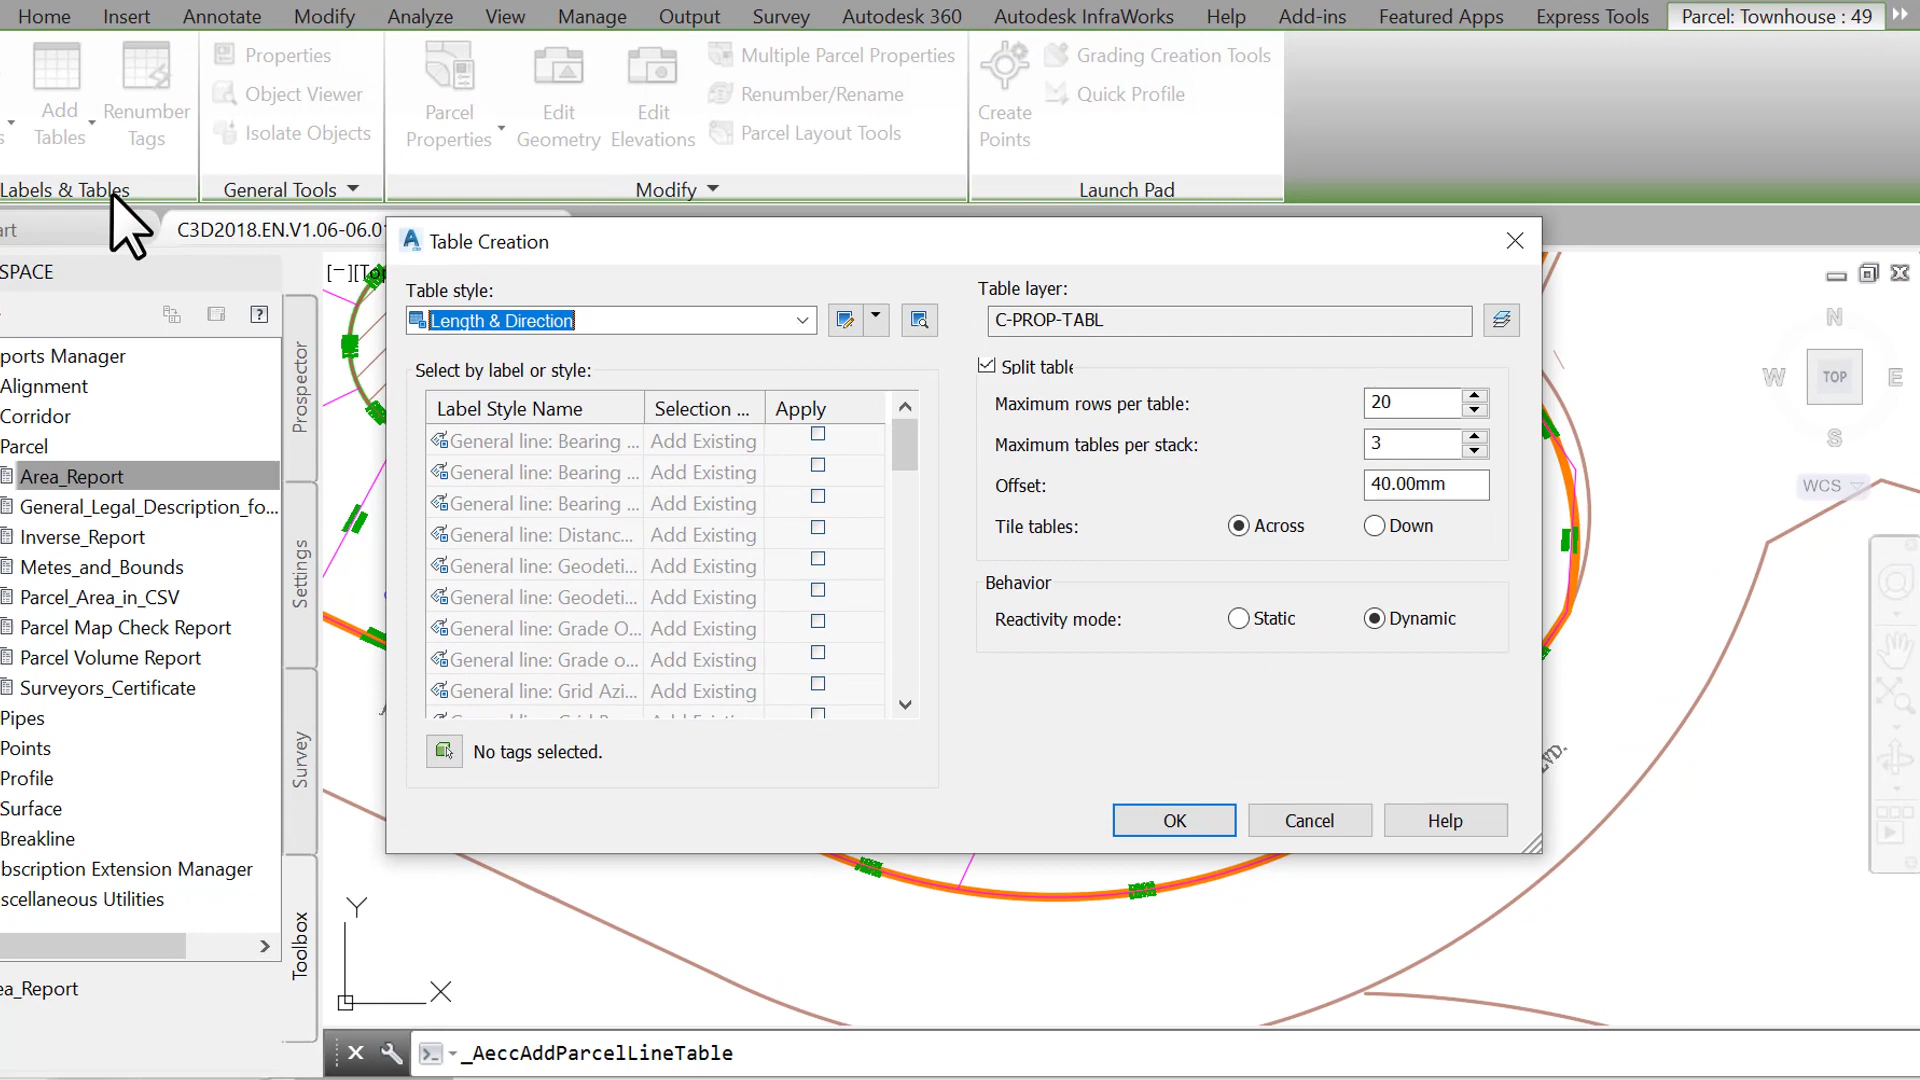 Home Insert Annotate Modify Analyze View Manage Output Survey Autodesk 360 Autodesk InfraWorks Help Add-ins Featured Apps Express Tools Parcel: Townhouse : 49
Add Tables
Renumber Tags
Labels & Tables
Properties
Object Viewer
Isolate Objects
General Tools
Parcel Properties
Edit Geometry
Edit Elevations
Multiple Parcel Properties
Renumber/Rename
Parcel Layout Tools
Modify
Create Points
Grading Creation Tools
Quick Profile
Launch Pad
art
C3D2018.EN.V1.06-06.01
SPACE
[−][Top
ports Manager
Alignment
Corridor
Parcel
Area_Report
General_Legal_Description_fo...
Inverse_Report
Metes_and_Bounds
Parcel_Area_in_CSV
Parcel Map Check Report
Parcel Volume Report
Surveyors_Certificate
Pipes
Points
Profile
Surface
Breakline
bscription Extension Manager
scellaneous Utilities
ea_Report
Prospector
Settings
Survey
Toolbox
Table Creation
Table style:
Length & Direction
Select by label or style:
Label Style Name Selection ... Apply
General line: Bearing ... Add Existing
General line: Bearing ... Add Existing
General line: Bearing ... Add Existing
General line: Distanc... Add Existing
General line: Geodeti... Add Existing
General line: Geodeti... Add Existing
General line: Grade O... Add Existing
General line: Grade o... Add Existing
General line: Grid Azi... Add Existing
No tags selected.
Table layer:
C-PROP-TABL
Split table
Maximum rows per table: 20
Maximum tables per stack: 3
Offset: 40.00mm
Tile tables: Across Down
Behavior
Reactivity mode: Static Dynamic
OK Cancel Help
N
W TOP E
S
WCS
LVD.
Y
X
_AeccAddParcelLineTable